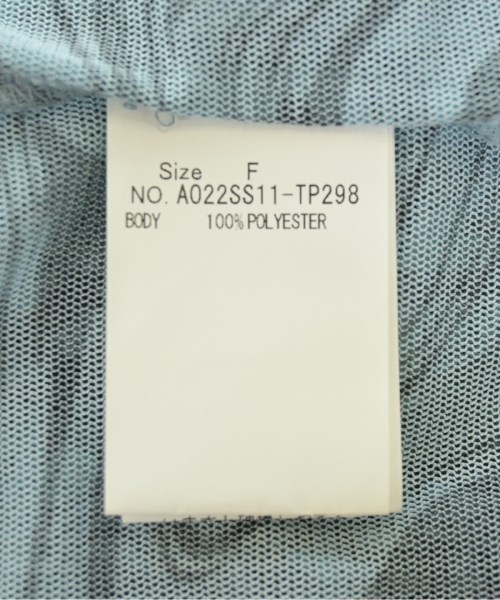 Size F
NO. A022SS11-TP298
BODY 100% POLYESTER